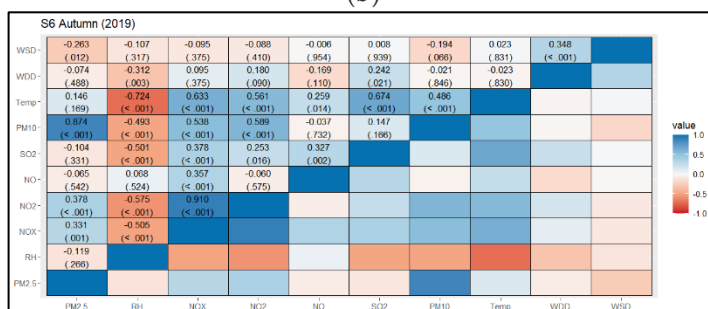 (b)
S6 Autumn (2019)
WSD -0.263 -0.107 -0.095 -0.088 -0.006 0.008 -0.194 0.023 0.348
(.012) (.317) (.375) (.410) (.950) (.939) (.066) (.831) (< .001)
WDD -0.074 -0.312 0.095 0.180 -0.169 0.242 -0.021 -0.023
(.488) (.003) (.375) (.090) (.110) (.021) (.846) (.830)
Temp 0.146 -0.724 0.633 0.561 0.259 0.674 0.486
(.169) (< .001) (< .001) (< .001) (.014) (< .001) (< .001)
PM10 0.874 -0.493 0.538 0.589 -0.037 0.147
(< .001) (< .001) (< .001) (< .001) (.732) (.166)
SO2 -0.104 -0.501 0.378 0.253 0.327
(.331) (< .001) (< .001) (.016) (.002)
NO -0.065 0.068 0.357 -0.060
(.542) (.524) (< .001) (.575)
NO2 0.378 -0.575 0.910
(< .001) (< .001) (< .001)
NOX 0.331 -0.505
(.001) (< .001)
RH -0.119
(.266)
PM2.5
PM2.5 RH NOX NO2 NO SO2 PM10 Temp WDD WSD
value
1.0
0.5
0.0
-0.5
-1.0